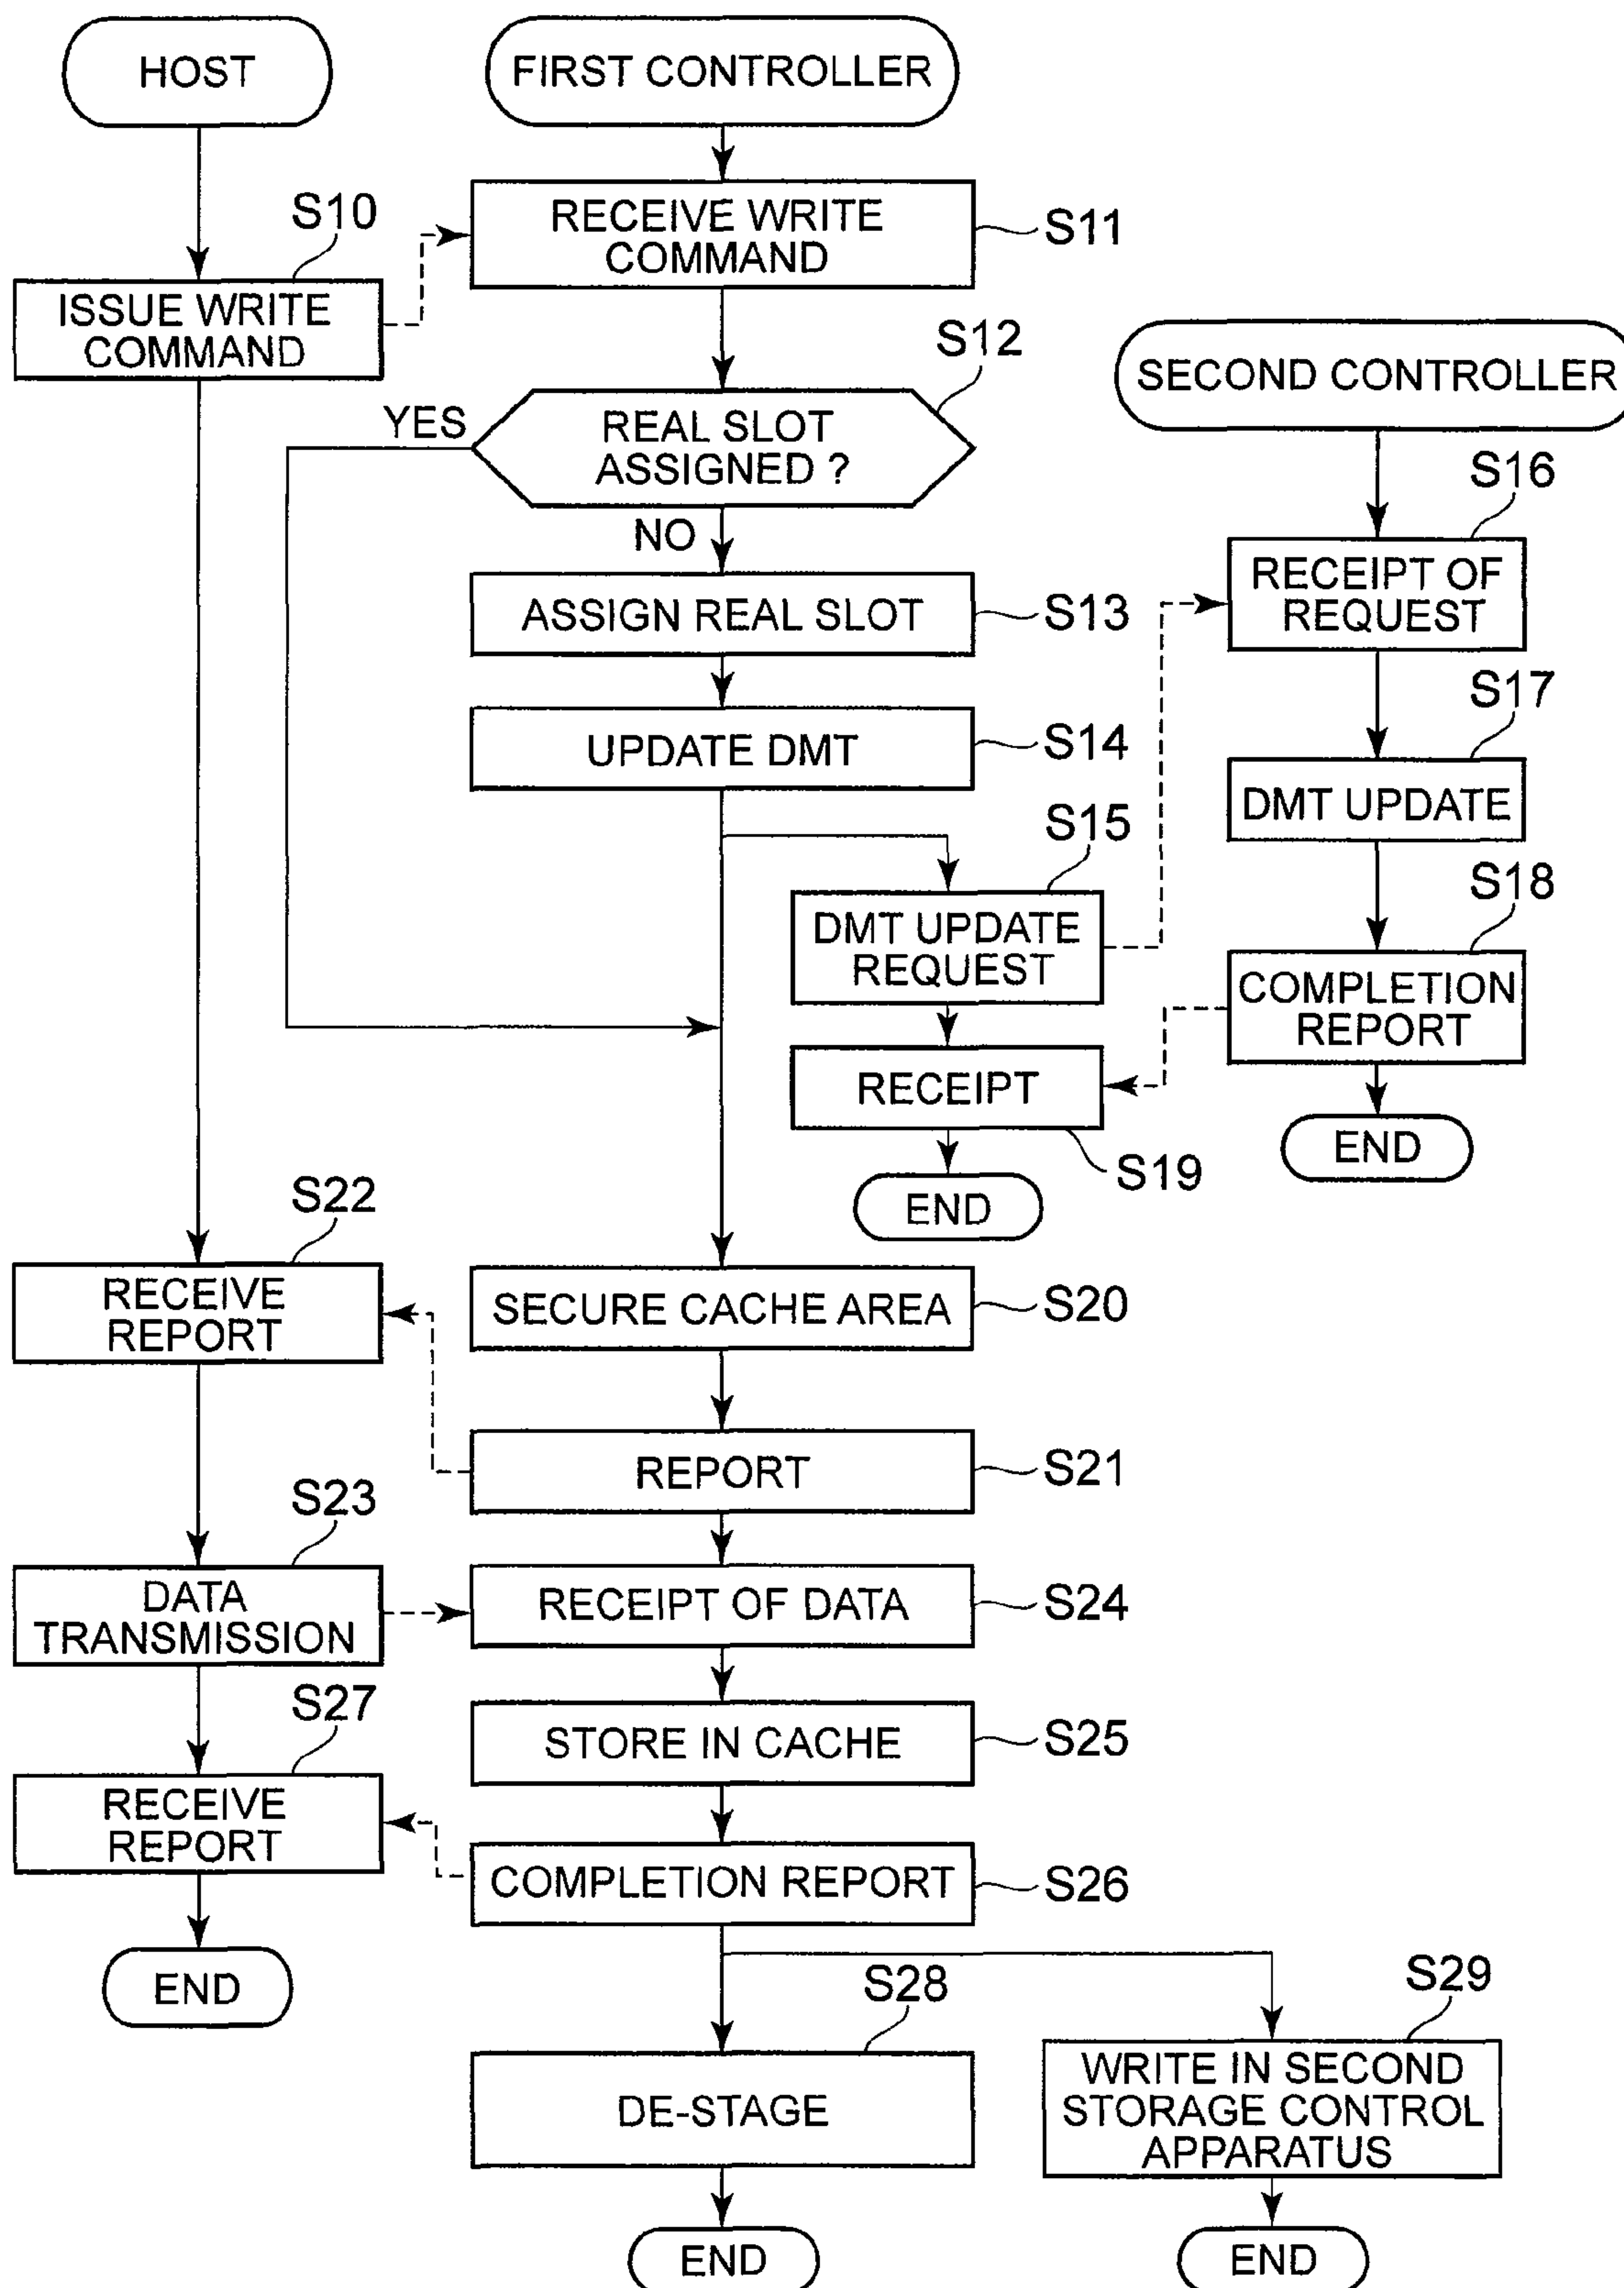 HOST
FIRST CONTROLLER
S10
RECEIVE WRITE
COMMAND
S11
ISSUE WRITE
COMMAND
S12
SECOND CONTROLLER
YES
REAL SLOT
ASSIGNED ?
NO
S16
RECEIPT OF
REQUEST
ASSIGN REAL SLOT
S13
S17
UPDATE DMT
S14
DMT UPDATE
S15
DMT UPDATE
REQUEST
S18
COMPLETION
REPORT
RECEIPT
END
S19
END
S22
RECEIVE
REPORT
SECURE CACHE AREA
S20
REPORT
S21
S23
DATA
TRANSMISSION
RECEIPT OF DATA
S24
S27
STORE IN CACHE
S25
RECEIVE
REPORT
COMPLETION REPORT
S26
END
S28
S29
DE-STAGE
WRITE IN SECOND
STORAGE CONTROL
APPARATUS
END
END